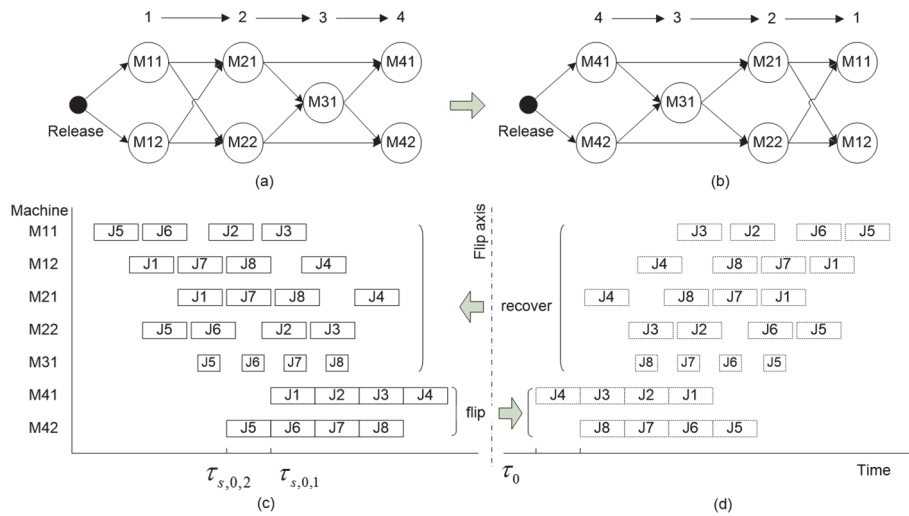 1 2 3 4
M11 M21 M41
M31
Release
M12 M22 M42
(a)
4 3 2 1
M41 M21 M11
M31
Release
M42 M22 M12
(b)
Machine
M11 J5 J6 J2 J3
M12 J1 J7 J8 J4
M21 J1 J7 J8 J4
M22 J5 J6 J2 J3
M31 J5 J6 J7 J8
M41 J1 J2 J3 J4
M42 J5 J6 J7 J8
flip
τs,0,2 τs,0,1
(c)
Flip axis
recover
J3 J2 J6 J5
J4 J8 J7 J1
J4 J8 J7 J1
J3 J2 J6 J5
J8 J7 J6 J5
J4 J3 J2 J1
J8 J7 J6 J5
τ0
Time
(d)